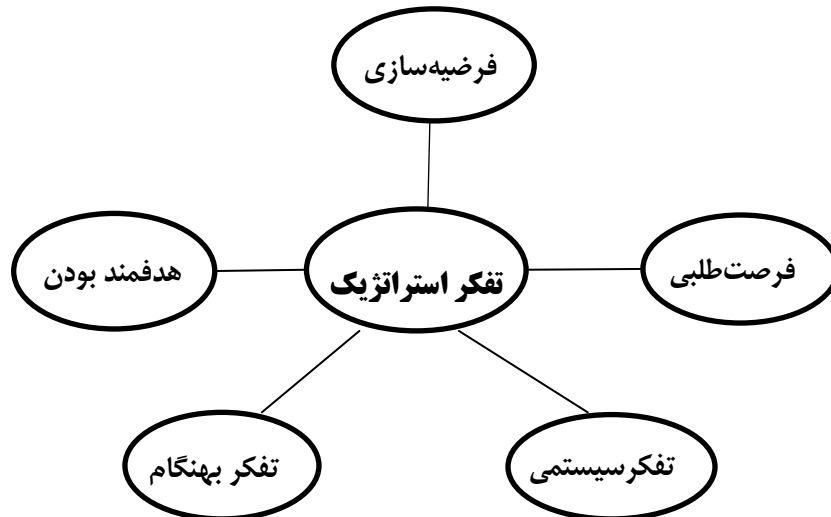 فرضیه‌سازی
فرصت‌طلبی
تفکر استراتژیک
هدفمند بودن
تفکرسیستمی
تفکر بهنگام